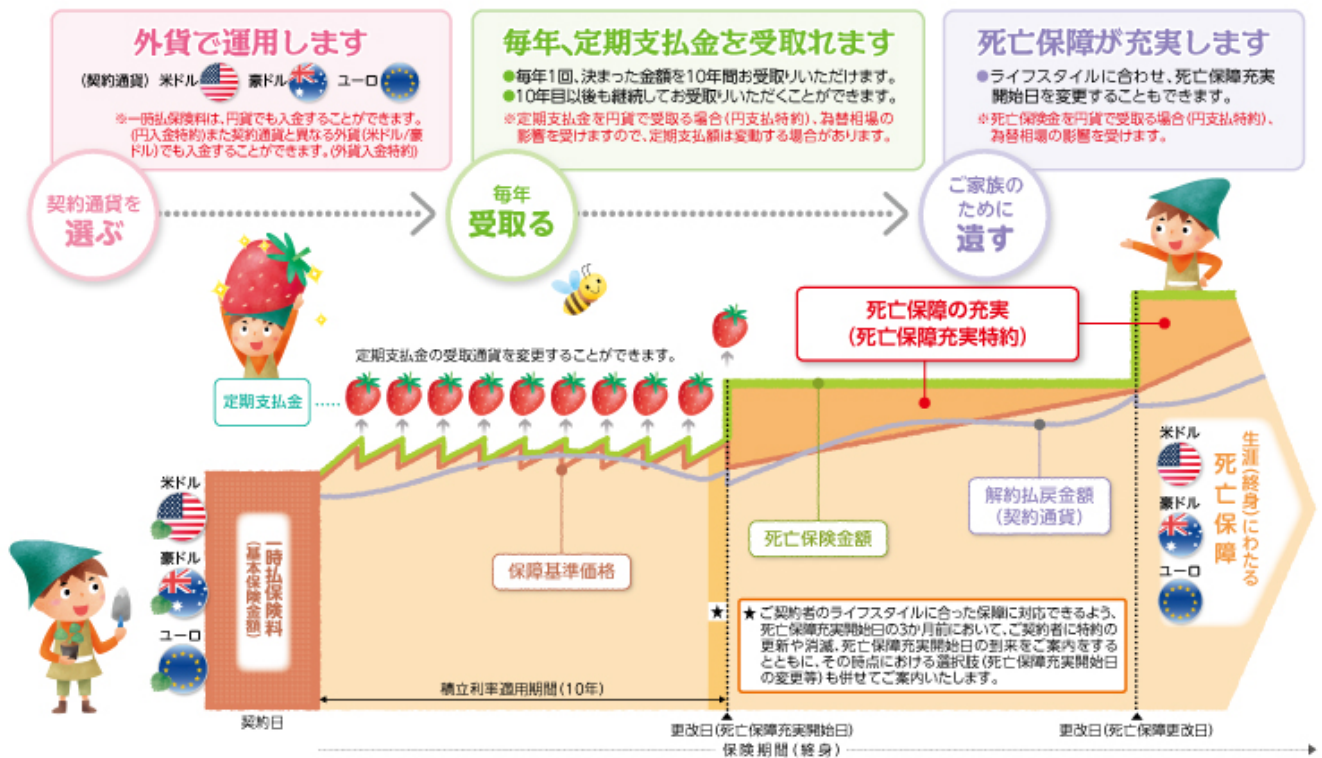 外貨で運用します
(契約通貨) 米ドル 豪ドル ユーロ
※一時払保険料は、円貨でも入金することができます。
(円入金特約)また契約通貨と異なる外貨(米ドル/豪
ドル)でも入金することができます。(外貨入金特約)
毎年、定期支払金を受取れます
●毎年1回、決まった金額を10年間お受取りいただけます。
●10年目以後も継続してお受取りいただくことができます。
※定期支払金を円貨で受取る場合(円支払特約)、為替相場の
影響を受けますので、定期支払額は変動する場合があります。
死亡保障が充実します
●ライフスタイルに合わせ、死亡保障充実
開始日を変更することもできます。
※死亡保険金を円貨で受取る場合(円支払特約)、
為替相場の影響を受けます。
契約通貨を
選ぶ
毎年
受取る
ご家族の
ために
遺す
死亡保障の充実
(死亡保障充実特約)
定期支払金の受取通貨を変更することができます。
定期支払金
米ドル
豪ドル
ユーロ
一時払保険料
(基本保険金額)
保障基準価格
死亡保険金額
解約払戻金額
(契約通貨)
米ドル
豪ドル
ユーロ
生涯(終身)にわたる
死亡保障
★
★ご契約者のライフスタイルに合った保障に対応できるよう、
死亡保障充実開始日の3か月前において、ご契約者に特約の
更新や消滅、死亡保障充実開始日の到来をご案内をする
とともに、その時点における選択肢(死亡保障充実開始日
の変更等)も併せてご案内いたします。
積立利率適用期間(10年)
契約日
更改日(死亡保障充実開始日)
更改日(死亡保障更改日)
保険期間(終身)